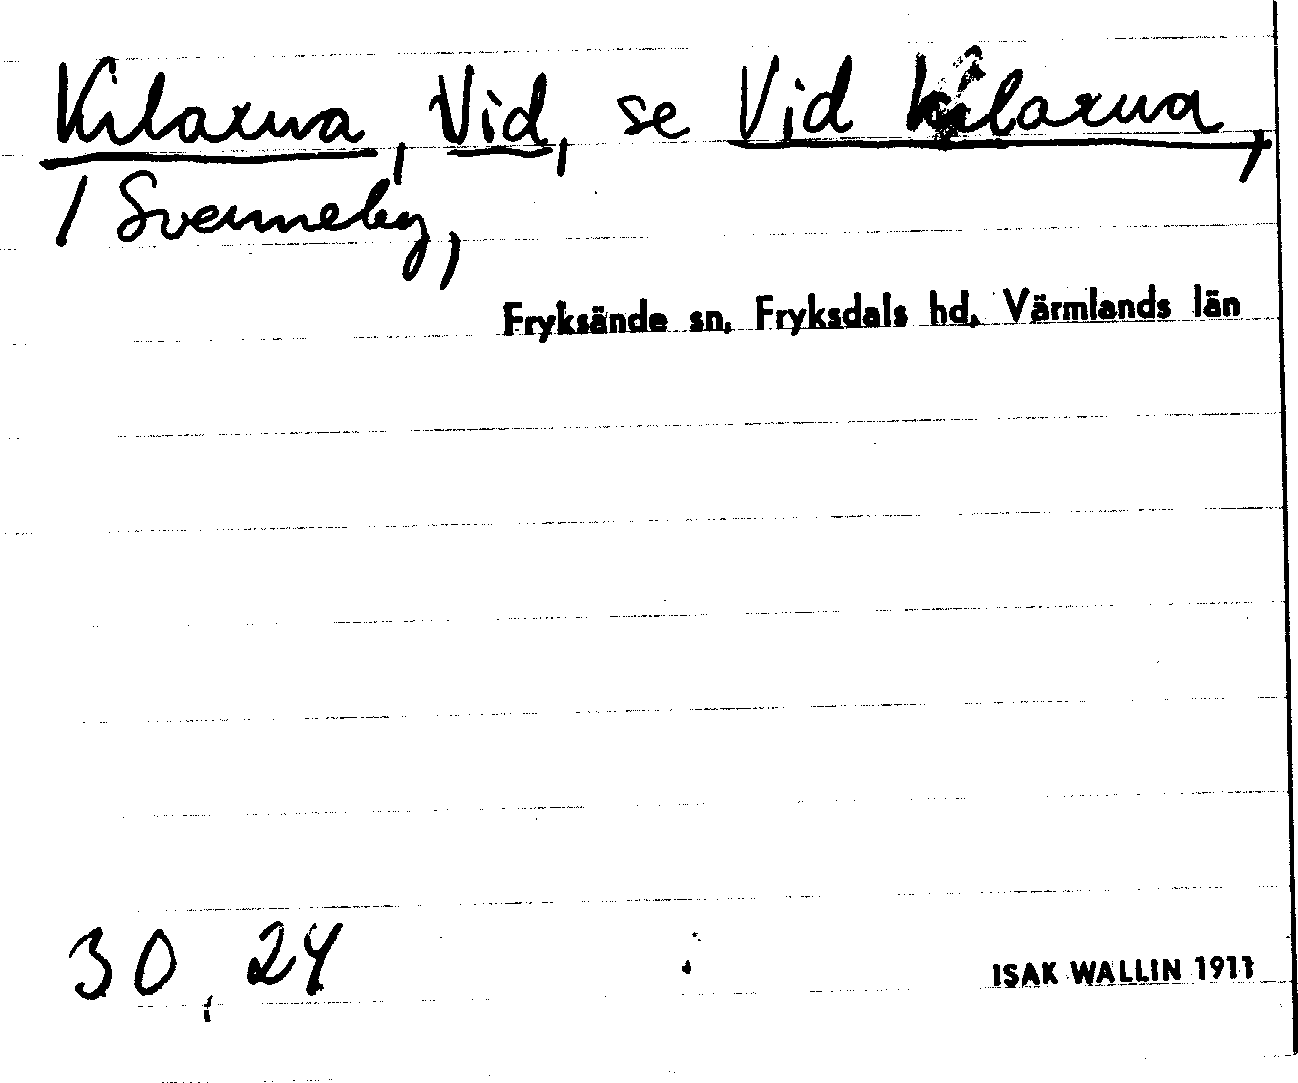 Kilarna, Vid, se Vid Kilarna,
/ Svenneby,
Fryksände sn, Fryksdals hd, Värmlands län
30, 24
ISAK WALLIN 1911